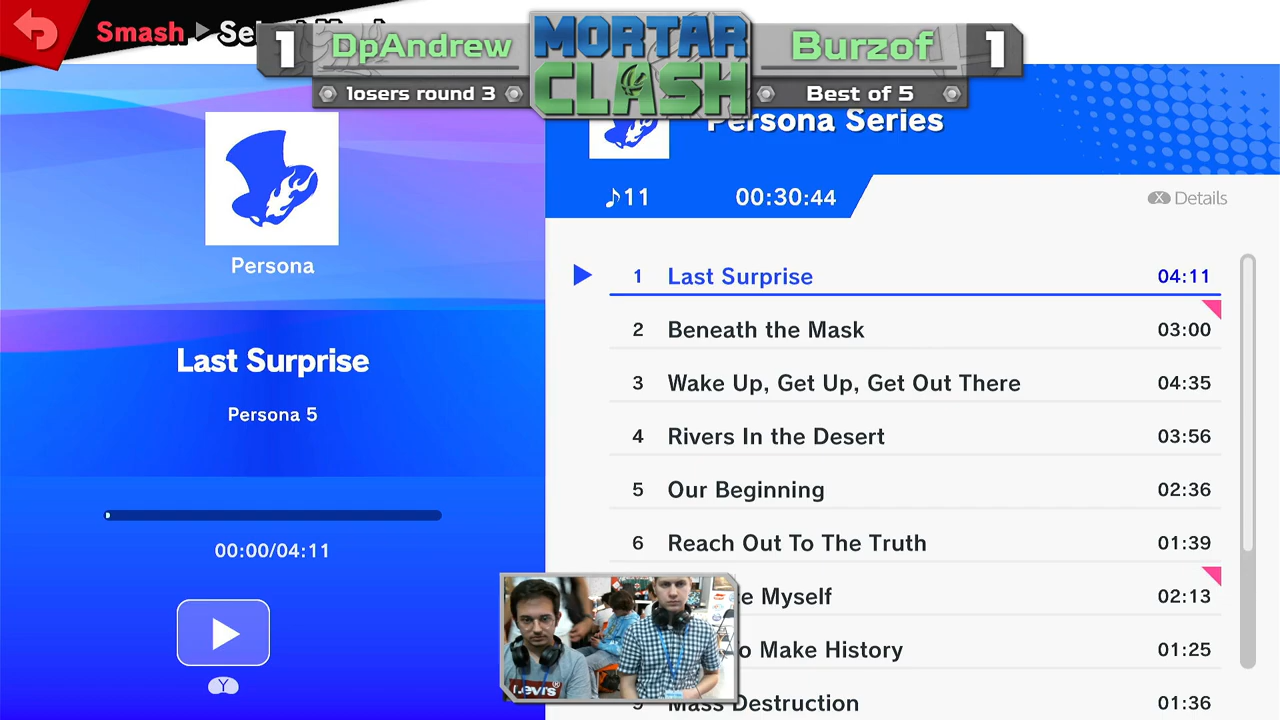 Smash ▶ Sel
1 DpAndrew MORTAR CLASH Burzof 1
losers round 3 Best of 5
Persona Series
♪11 00:30:44
X Details
Persona
Last Surprise
Persona 5
00:00/04:11
Y
1 Last Surprise 04:11
2 Beneath the Mask 03:00
3 Wake Up, Get Up, Get Out There 04:35
4 Rivers In the Desert 03:56
5 Our Beginning 02:36
6 Reach Out To The Truth 01:39
e Myself 02:13
o Make History 01:25
9 Mass Destruction 01:36
Levi's